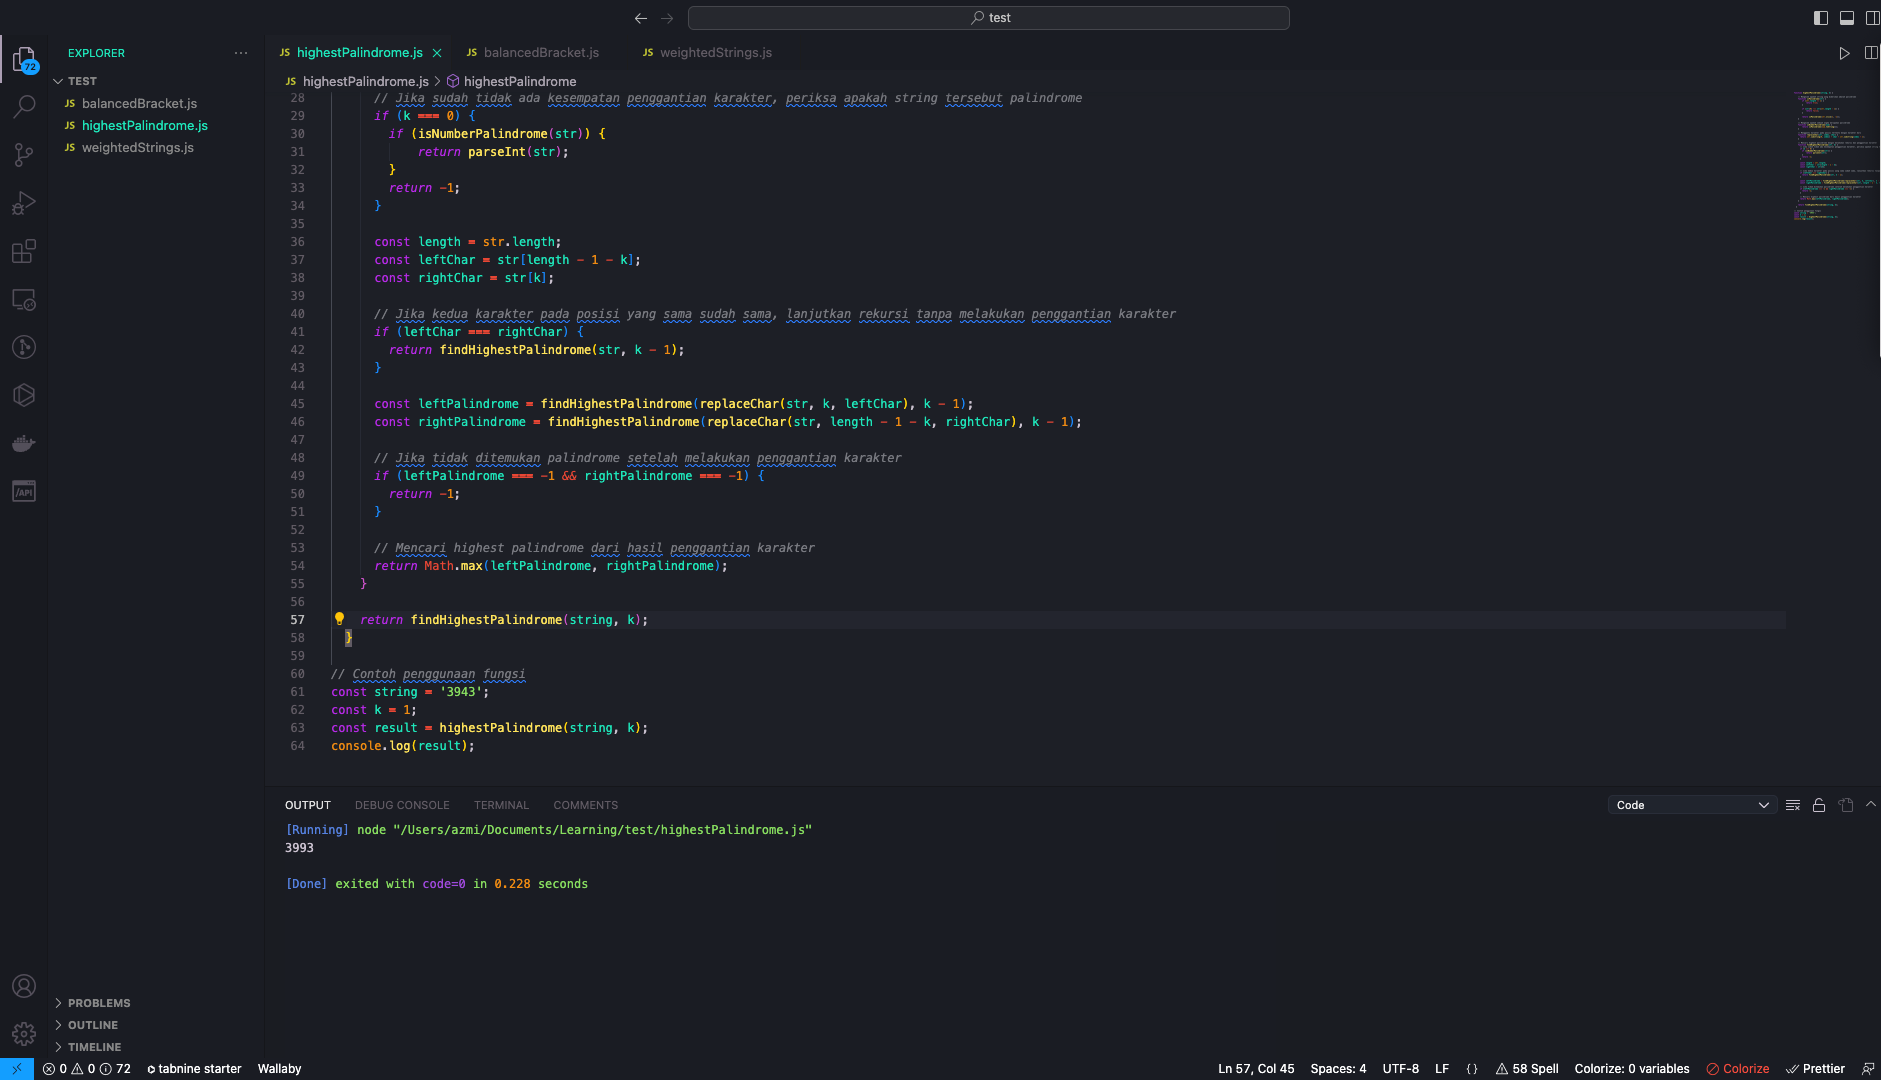 test
EXPLORER
TEST
JS balancedBracket.js
JS highestPalindrome.js
JS weightedStrings.js
72
JS highestPalindrome.js
JS balancedBracket.js
JS weightedStrings.js
JS highestPalindrome.js > highestPalindrome
28 // Jika sudah tidak ada kesempatan penggantian karakter, periksa apakah string tersebut palindrome
29 if (k === 0) {
30 if (isNumberPalindrome(str)) {
31 return parseInt(str);
32 }
33 return -1;
34 }
35
36 const length = str.length;
37 const leftChar = str[length - 1 - k];
38 const rightChar = str[k];
39
40 // Jika kedua karakter pada posisi yang sama sudah sama, lanjutkan rekursi tanpa melakukan penggantian karakter
41 if (leftChar === rightChar) {
42 return findHighestPalindrome(str, k - 1);
43 }
44
45 const leftPalindrome = findHighestPalindrome(replaceChar(str, k, leftChar), k - 1);
46 const rightPalindrome = findHighestPalindrome(replaceChar(str, length - 1 - k, rightChar), k - 1);
47
48 // Jika tidak ditemukan palindrome setelah melakukan penggantian karakter
49 if (leftPalindrome === -1 && rightPalindrome === -1) {
50 return -1;
51 }
52
53 // Mencari highest palindrome dari hasil penggantian karakter
54 return Math.max(leftPalindrome, rightPalindrome);
55 }
56
57 return findHighestPalindrome(string, k);
58 }
59
60 // Contoh penggunaan fungsi
61 const string = '3943';
62 const k = 1;
63 const result = highestPalindrome(string, k);
64 console.log(result);
OUTPUT DEBUG CONSOLE TERMINAL COMMENTS
Code
[Running] node "/Users/azmi/Documents/Learning/test/highestPalindrome.js"
3993
[Done] exited with code=0 in 0.228 seconds
/API
PROBLEMS
OUTLINE
TIMELINE
0 0 72 tabnine starter Wallaby
Ln 57, Col 45 Spaces: 4 UTF-8 LF {} 58 Spell Colorize: 0 variables Colorize Prettier